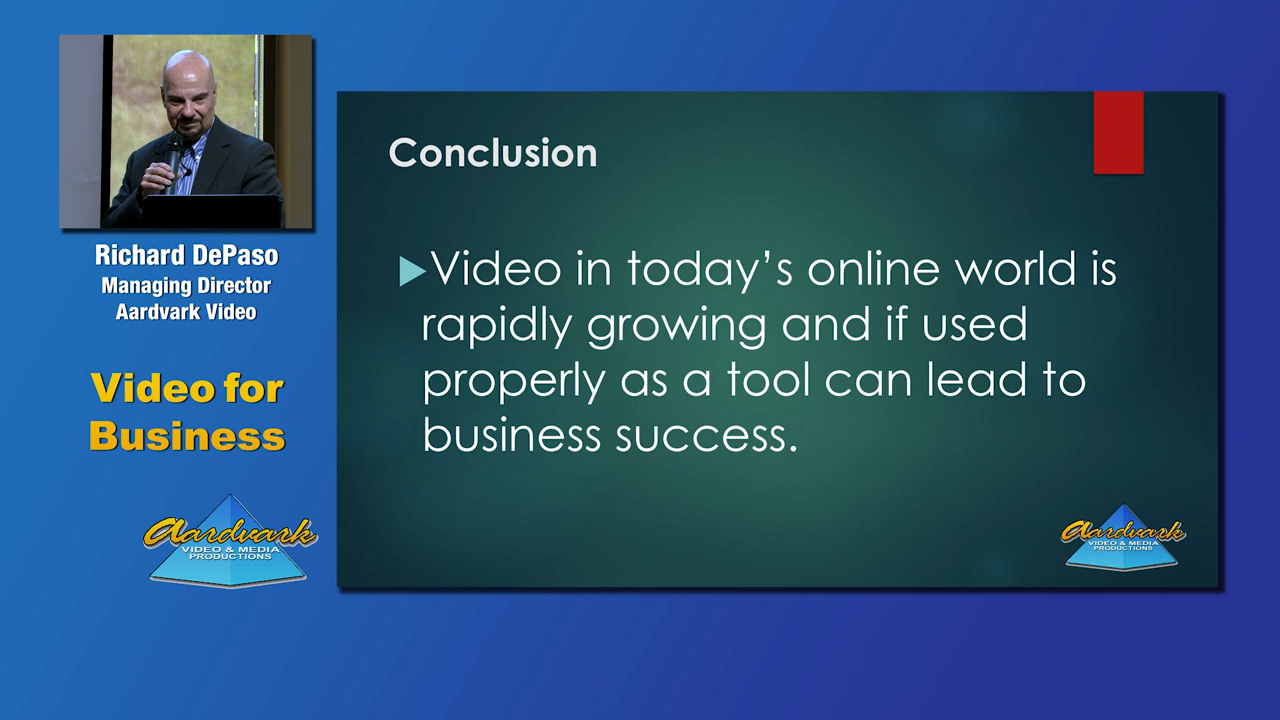 Richard DePaso
Managing Director
Aardvark Video
Video for
Business
Aardvark
VIDEO & MEDIA
PRODUCTIONS
Conclusion
Video in today’s online world is
rapidly growing and if used
properly as a tool can lead to
business success.
Aardvark
VIDEO & MEDIA
PRODUCTIONS